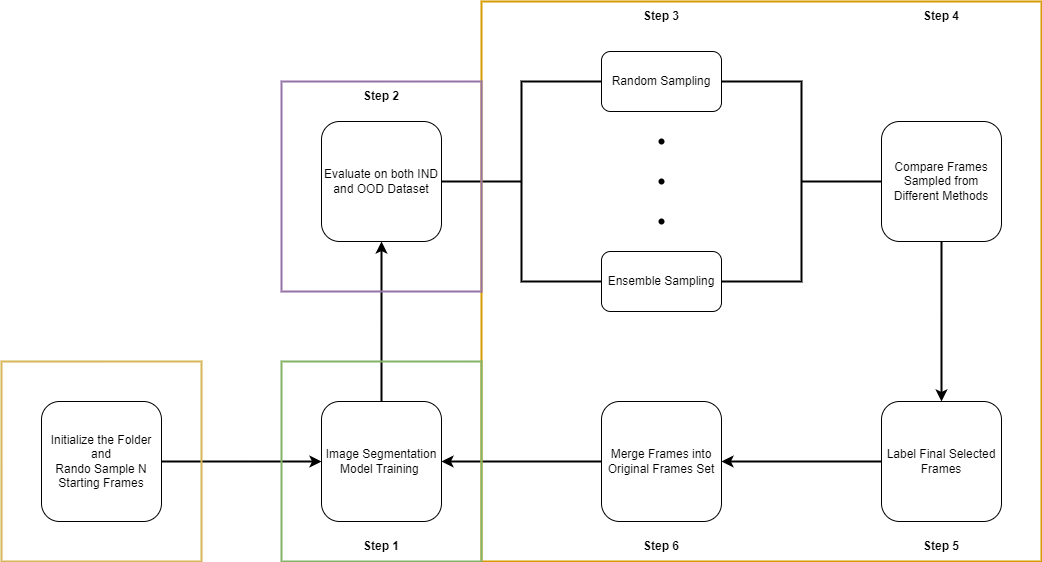 Step 3
Step 4
Random Sampling
Step 2
Evaluate on both IND
and OOD Dataset
Compare Frames
Sampled from
Different Methods
Ensemble Sampling
Initialize the Folder
and
Rando Sample N
Starting Frames
Image Segmentation
Model Training
Merge Frames into
Original Frames Set
Label Final Selected
Frames
Step 1
Step 6
Step 5